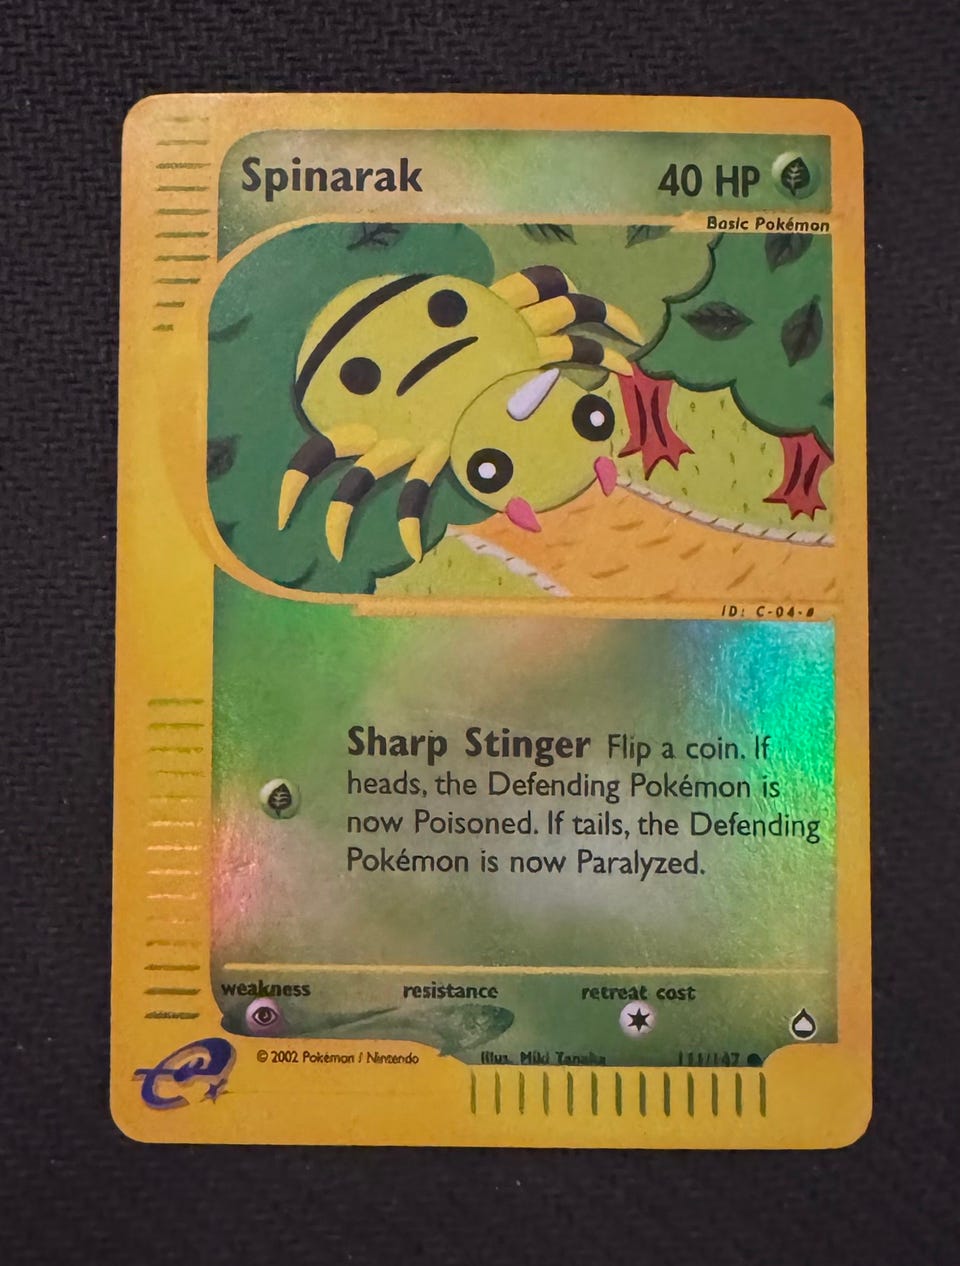 Spinarak
40 HP
Basic Pokémon
ID: C-04-#
Sharp Stinger Flip a coin. If
heads, the Defending Pokémon is
now Poisoned. If tails, the Defending
Pokémon is now Paralyzed.
weakness resistance retreat cost
© 2002 Pokémon / Nintendo Illus. Miki Tanaka 111/147